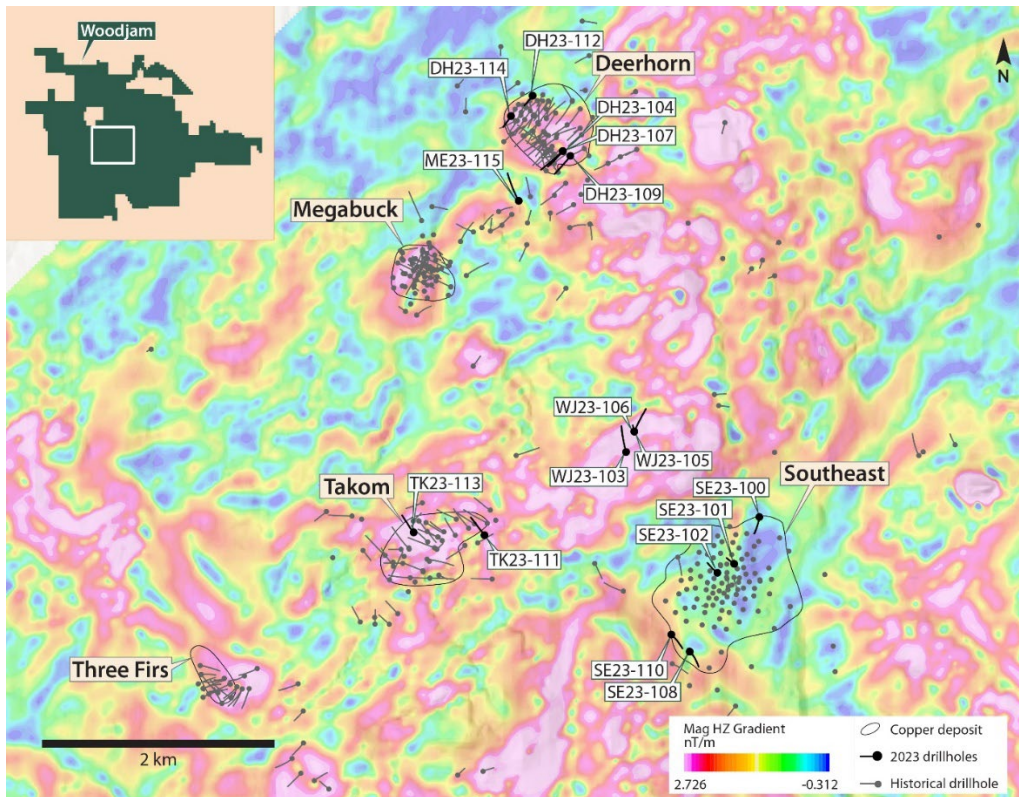 Woodjam
N
DH23-112
DH23-114
Deerhorn
DH23-104
DH23-107
ME23-115
DH23-109
Megabuck
WJ23-106
WJ23-105
WJ23-103
Southeast
Takom
TK23-113
SE23-100
SE23-101
SE23-102
TK23-111
Three Firs
SE23-110
SE23-108
2 km
Mag HZ Gradient
nT/m
2.726
-0.312
Copper deposit
2023 drillholes
Historical drillhole